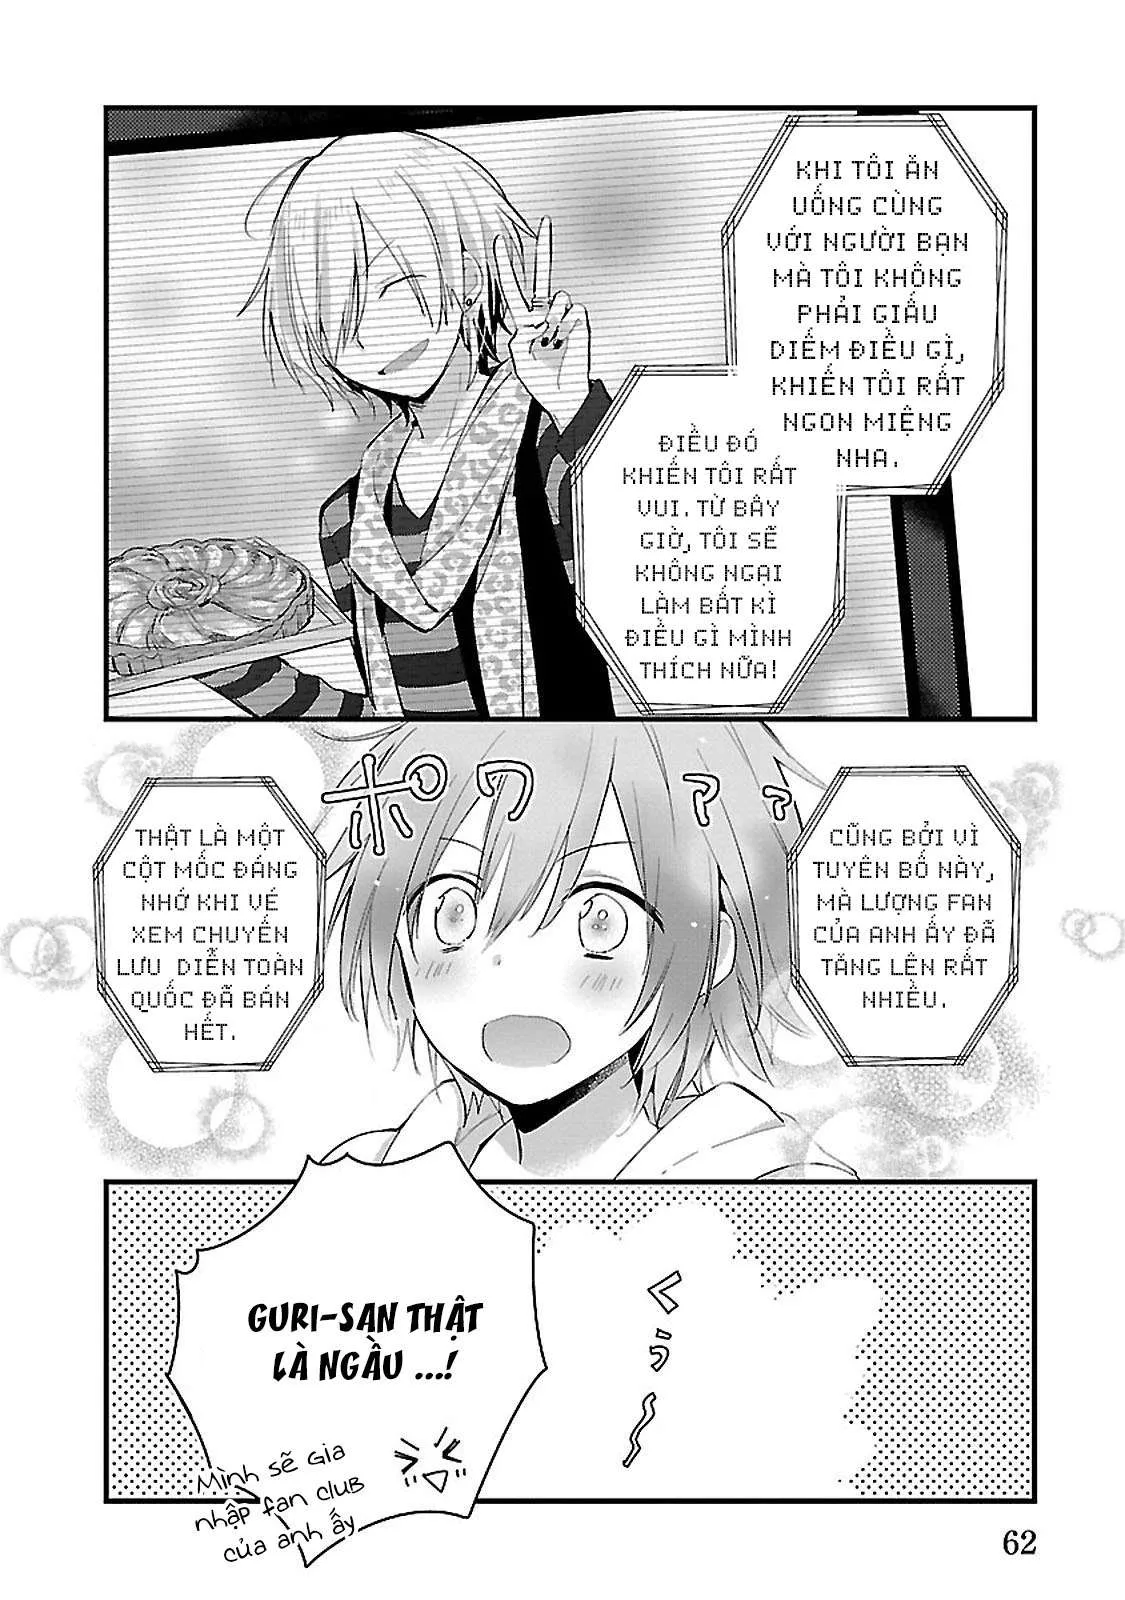 KHI TÔI ĂN
UỐNG CÙNG
VỚI NGƯỜI BẠN
MÀ TÔI KHÔNG
PHẢI GIẤU
DIẾM ĐIỀU GÌ,
KHIẾN TÔI RẤT
NGON MIỆNG
NHA.
ĐIỀU ĐÓ
KHIẾN TÔI RẤT
VUI. TỪ BÂY
GIỜ, TÔI SẼ
KHÔNG NGẠI
LÀM BẤT KÌ
ĐIỀU GÌ MÌNH
THÍCH NỮA!
ポワァァ
CŨNG BỞI VÌ
TUYÊN BỐ NÀY,
MÀ LƯỢNG FAN
CỦA ANH ẤY ĐÃ
TĂNG LÊN RẤT
NHIỀU.
THẬT LÀ MỘT
CỘT MỐC ĐÁNG
NHỚ KHI VÉ
XEM CHUYẾN
LƯU DIỄN TOÀN
QUỐC ĐÃ BÁN
HẾT.
くぅ～
GURI-SAN THẬT
LÀ NGẦU ...!
Mình sẽ gia
nhập fan club
của anh ấy
62